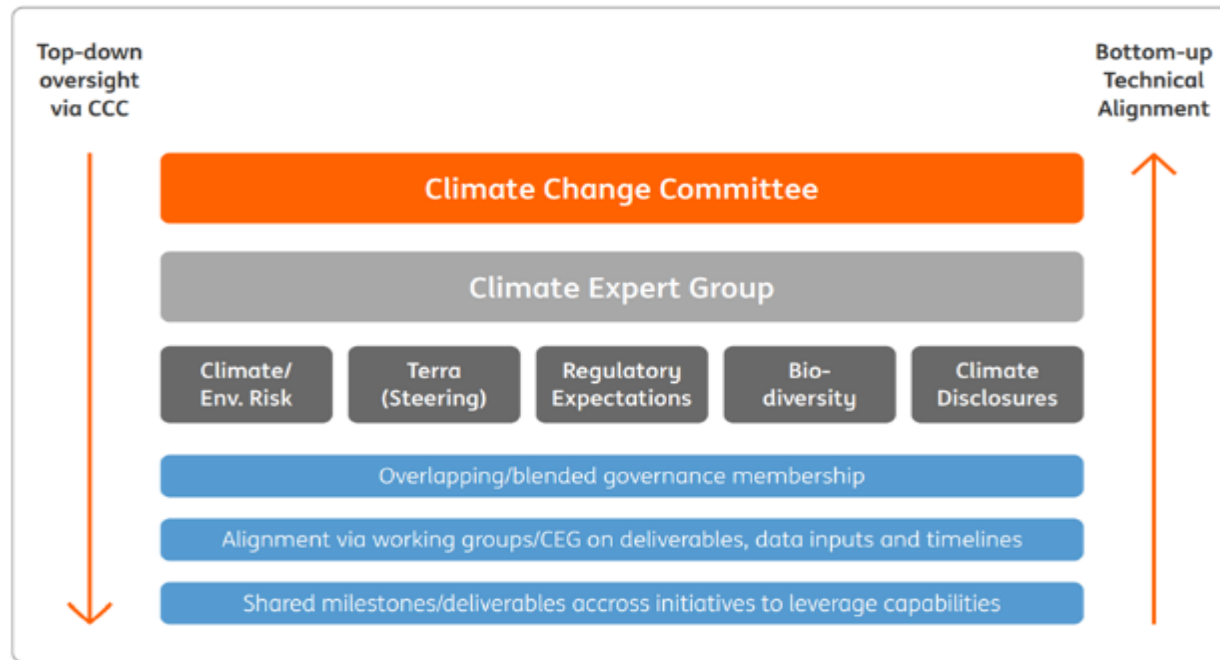 Top-down
oversight
via CCC
Bottom-up
Technical
Alignment
Climate Change Committee
Climate Expert Group
Climate/
Env. Risk
Terra
(Steering)
Regulatory
Expectations
Bio-
diversity
Climate
Disclosures
Overlapping/blended governance membership
Alignment via working groups/CEG on deliverables, data inputs and timelines
Shared milestones/deliverables accross initiatives to leverage capabilities